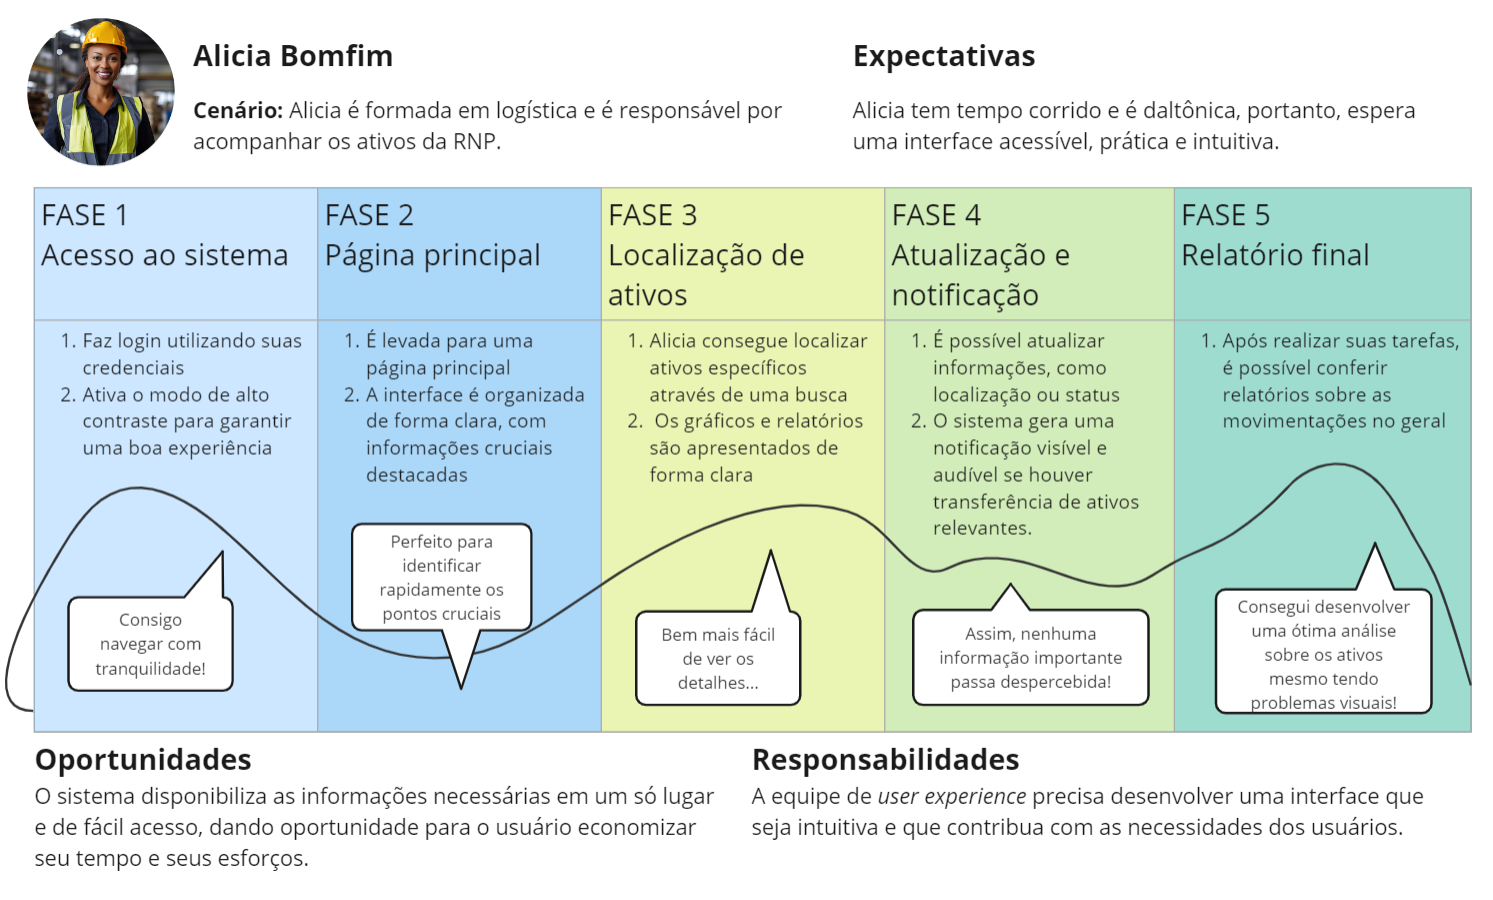 Alicia Bomfim
Cenário: Alicia é formada em logística e é responsável por
acompanhar os ativos da RNP.
Expectativas
Alicia tem tempo corrido e é daltônica, portanto, espera
uma interface acessível, prática e intuitiva.
FASE 1
Acesso ao sistema
1. Faz login utilizando suas
credenciais
2. Ativa o modo de alto
contraste para garantir
uma boa experiência
Consigo
navegar com
tranquilidade!
FASE 2
Página principal
1. É levada para uma
página principal
2. A interface é organizada
de forma clara, com
informações cruciais
destacadas
Perfeito para
identificar
rapidamente os
pontos cruciais
FASE 3
Localização de
ativos
1. Alicia consegue localizar
ativos específicos
através de uma busca
2. Os gráficos e relatórios
são apresentados de
forma clara
Bem mais fácil
de ver os
detalhes...
FASE 4
Atualização e
notificação
1. É possível atualizar
informações, como
localização ou status
2. O sistema gera uma
notificação visível e
audível se houver
transferência de ativos
relevantes.
Assim, nenhuma
informação importante
passa despercebida!
FASE 5
Relatório final
1. Após realizar suas tarefas,
é possível conferir
relatórios sobre as
movimentações no geral
Consegui desenvolver
uma ótima análise
sobre os ativos
mesmo tendo
problemas visuais!
Oportunidades
O sistema disponibiliza as informações necessárias em um só lugar
e de fácil acesso, dando oportunidade para o usuário economizar
seu tempo e seus esforços.
Responsabilidades
A equipe de user experience precisa desenvolver uma interface que
seja intuitiva e que contribua com as necessidades dos usuários.